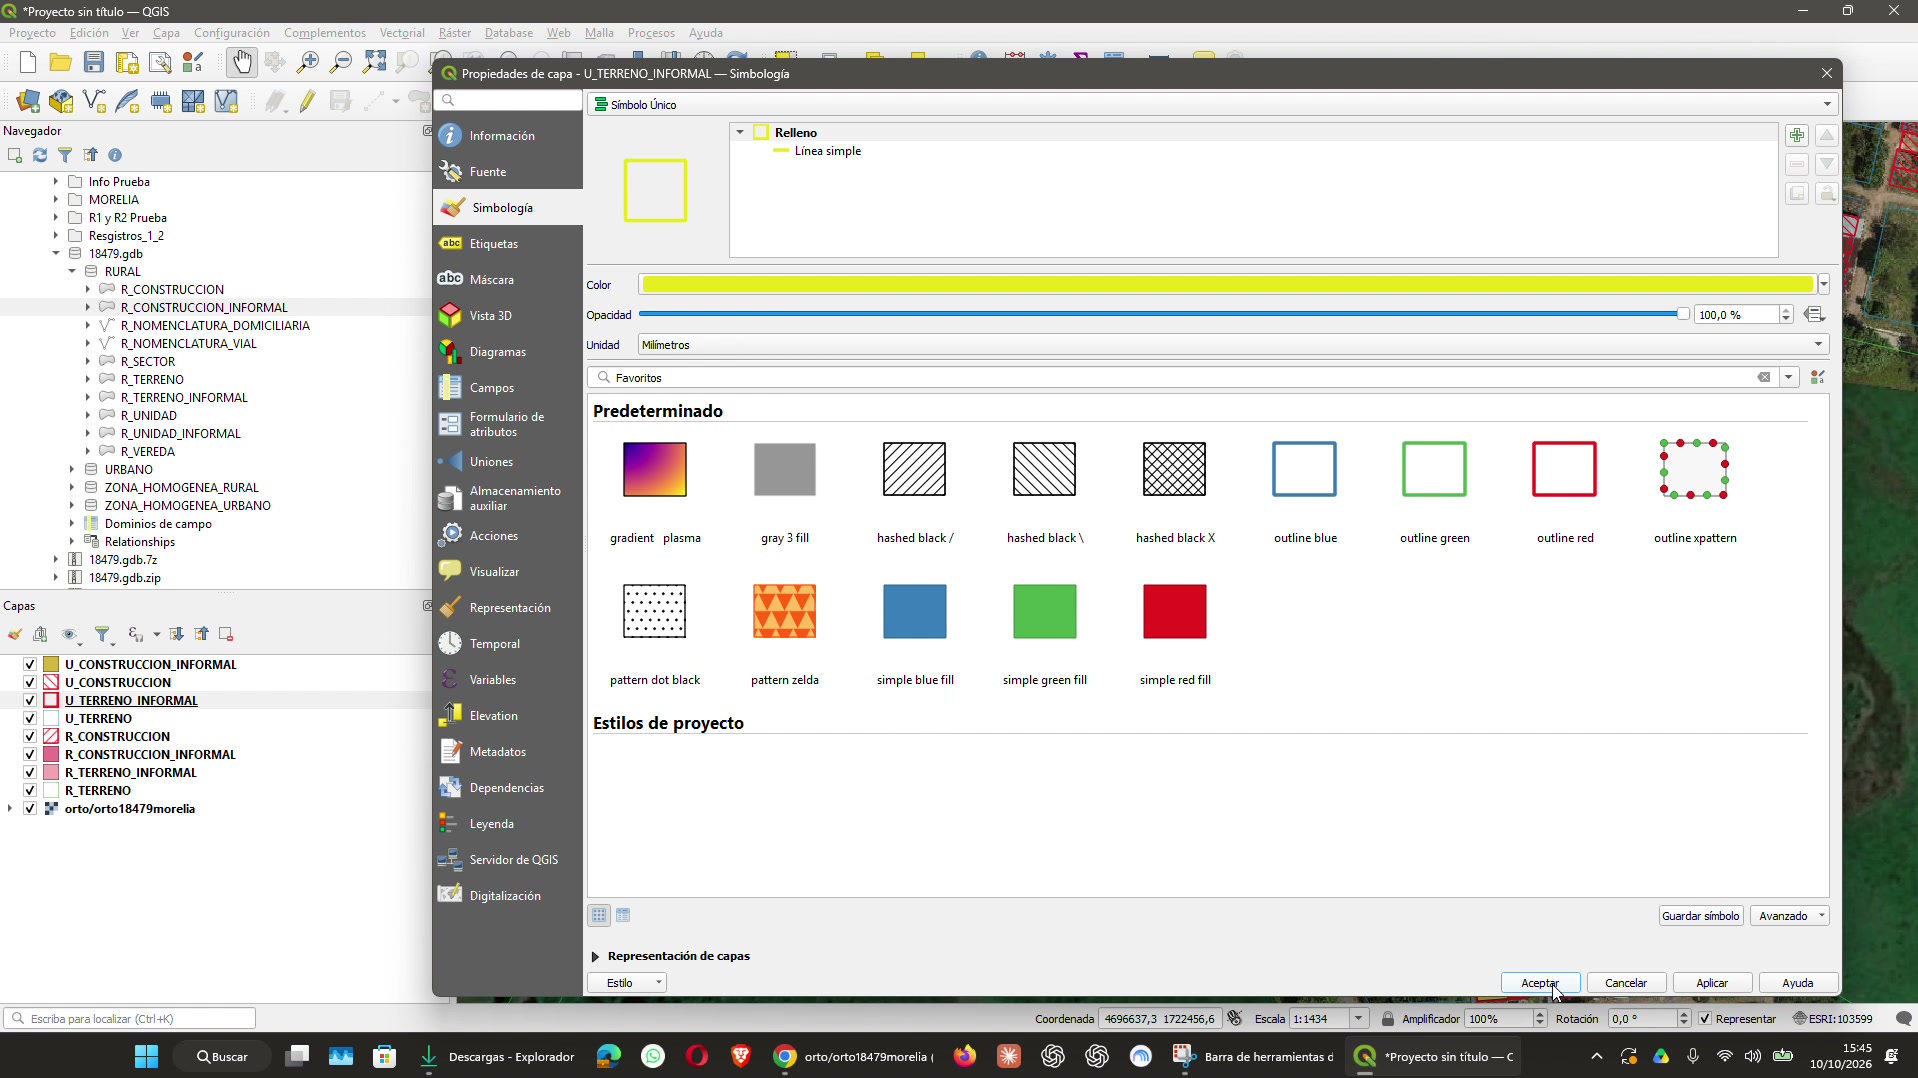 *Proyecto sin título — QGIS
Proyecto Edición Ver Capa Configuración Complementos Vectorial Ráster Database Web Malla Procesos Ayuda
Propiedades de capa - U_TERRENO_INFORMAL — Simbología
Navegador
Info Prueba
MORELIA
R1 y R2 Prueba
Resgistros_1_2
18479.gdb
RURAL
R_CONSTRUCCION
R_CONSTRUCCION_INFORMAL
R_NOMENCLATURA_DOMICILIARIA
R_NOMENCLATURA_VIAL
R_SECTOR
R_TERRENO
R_TERRENO_INFORMAL
R_UNIDAD
R_UNIDAD_INFORMAL
R_VEREDA
URBANO
ZONA_HOMOGENEA_RURAL
ZONA_HOMOGENEA_URBANO
Dominios de campo
Relationships
18479.gdb.7z
18479.gdb.zip
Capas
U_CONSTRUCCION_INFORMAL
U_CONSTRUCCION
U_TERRENO_INFORMAL
U_TERRENO
R_CONSTRUCCION
R_CONSTRUCCION_INFORMAL
R_TERRENO_INFORMAL
R_TERRENO
orto/orto18479morelia
Información
Fuente
Simbología
abc Etiquetas
abc Máscara
Vista 3D
Diagramas
Campos
Formulario de
atributos
Uniones
Almacenamiento
auxiliar
Acciones
Visualizar
Representación
Temporal
Variables
Elevation
Metadatos
Dependencias
Leyenda
Servidor de QGIS
Digitalización
Símbolo Único
Relleno
Línea simple
Color
Opacidad 100,0 %
Unidad Milímetros
Favoritos
Predeterminado
gradient plasma gray 3 fill hashed black / hashed black \ hashed black X outline blue outline green outline red outline xpattern
pattern dot black pattern zelda simple blue fill simple green fill simple red fill
Estilos de proyecto
Guardar símbolo Avanzado
Representación de capas
Estilo Aceptar Cancelar Aplicar Ayuda
Escriba para localizar (Ctrl+K) Coordenada 4696637,3 1722456,6 Escala 1:1434 Amplificador 100% Rotación 0,0 ° Representar ESRI:103599
Buscar Descargas - Explorador orto/orto18479morelia ( Barra de herramientas d *Proyecto sin título — C
15:45
10/10/2026